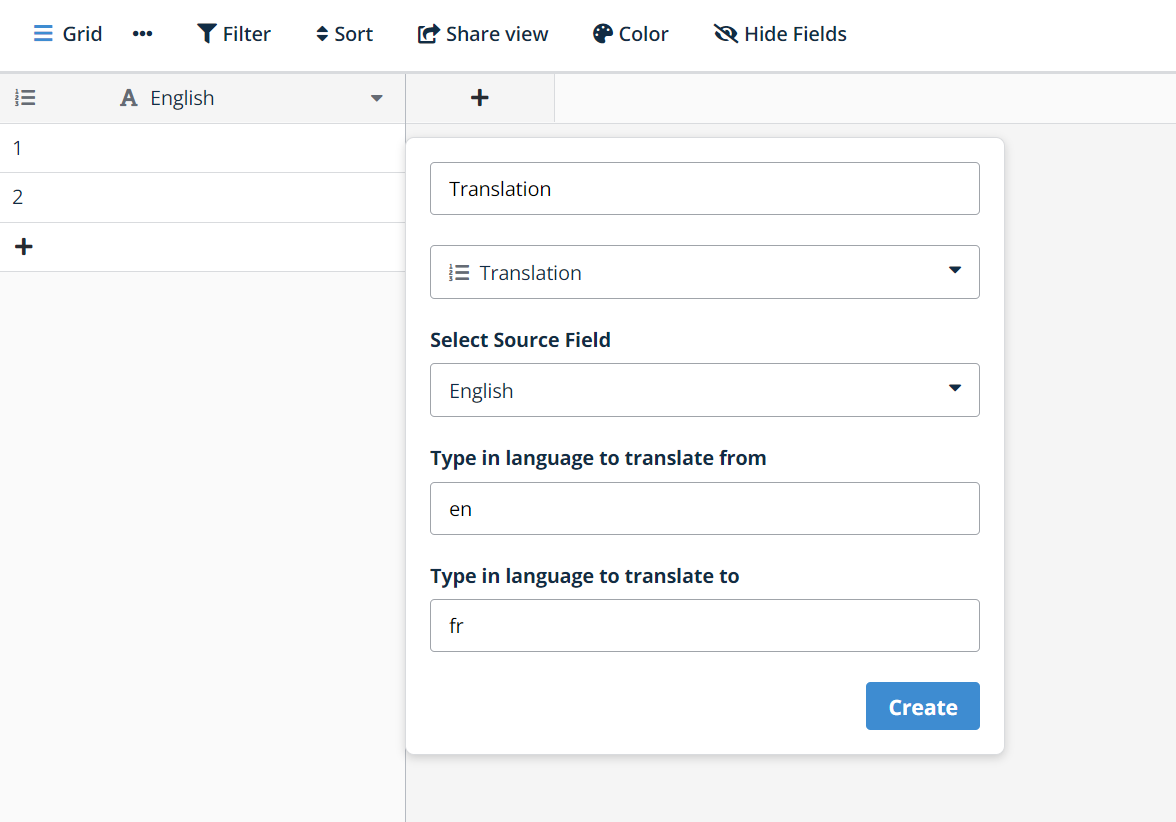 Grid ••• Filter Sort Share view Color Hide Fields
English
1
2
Translation
Translation
Select Source Field
English
Type in language to translate from
en
Type in language to translate to
fr
Create